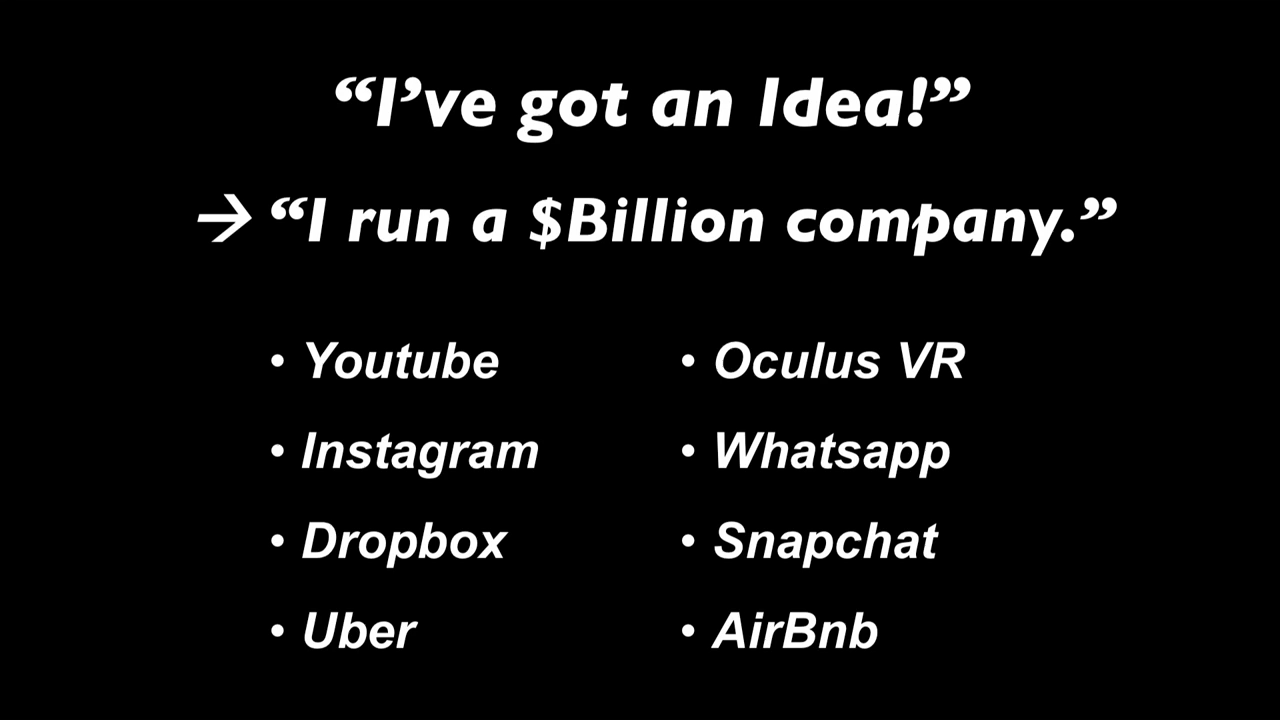 “I’ve got an Idea!”
→ “I run a $Billion company.”
• Youtube
• Instagram
• Dropbox
• Uber
• Oculus VR
• Whatsapp
• Snapchat
• AirBnb